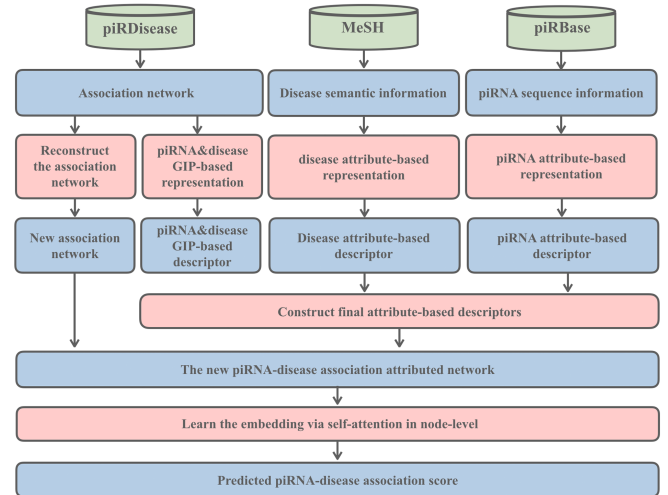 piRDisease
MeSH
piRBase
Association network
Disease semantic information
piRNA sequence information
Reconstruct
the association
network
piRNA&disease
GIP-based
representation
disease attribute-based
representation
piRNA attribute-based
representation
New association
network
piRNA&disease
GIP-based
descriptor
Disease attribute-based
descriptor
piRNA attribute-based
descriptor
Construct final attribute-based descriptors
The new piRNA-disease association attributed network
Learn the embedding via self-attention in node-level
Predicted piRNA-disease association score